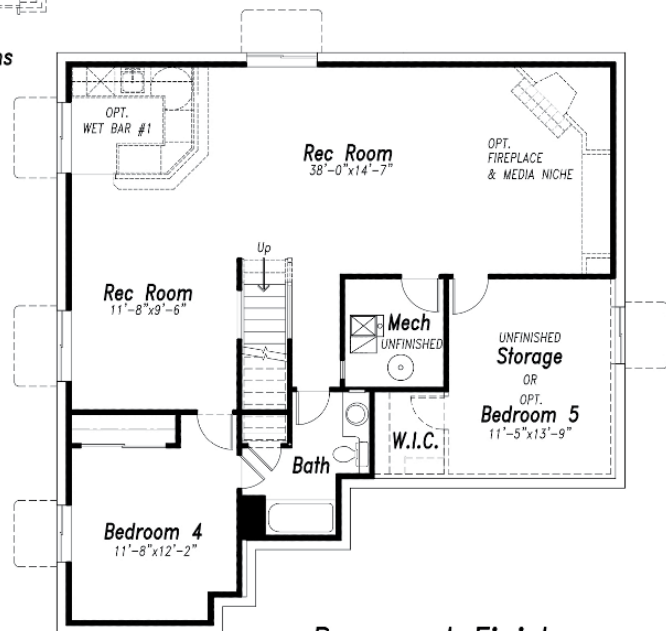 OPT.
WET BAR #1
Rec Room
38'-0"x14'-7"
OPT.
FIREPLACE
& MEDIA NICHE
Up
Rec Room
11'-8"x9'-6"
Mech
UNFINISHED
UNFINISHED
Storage
OR
OPT.
Bedroom 5
11'-5"x13'-9"
W.I.C.
Bath
Bedroom 4
11'-8"x12'-2"